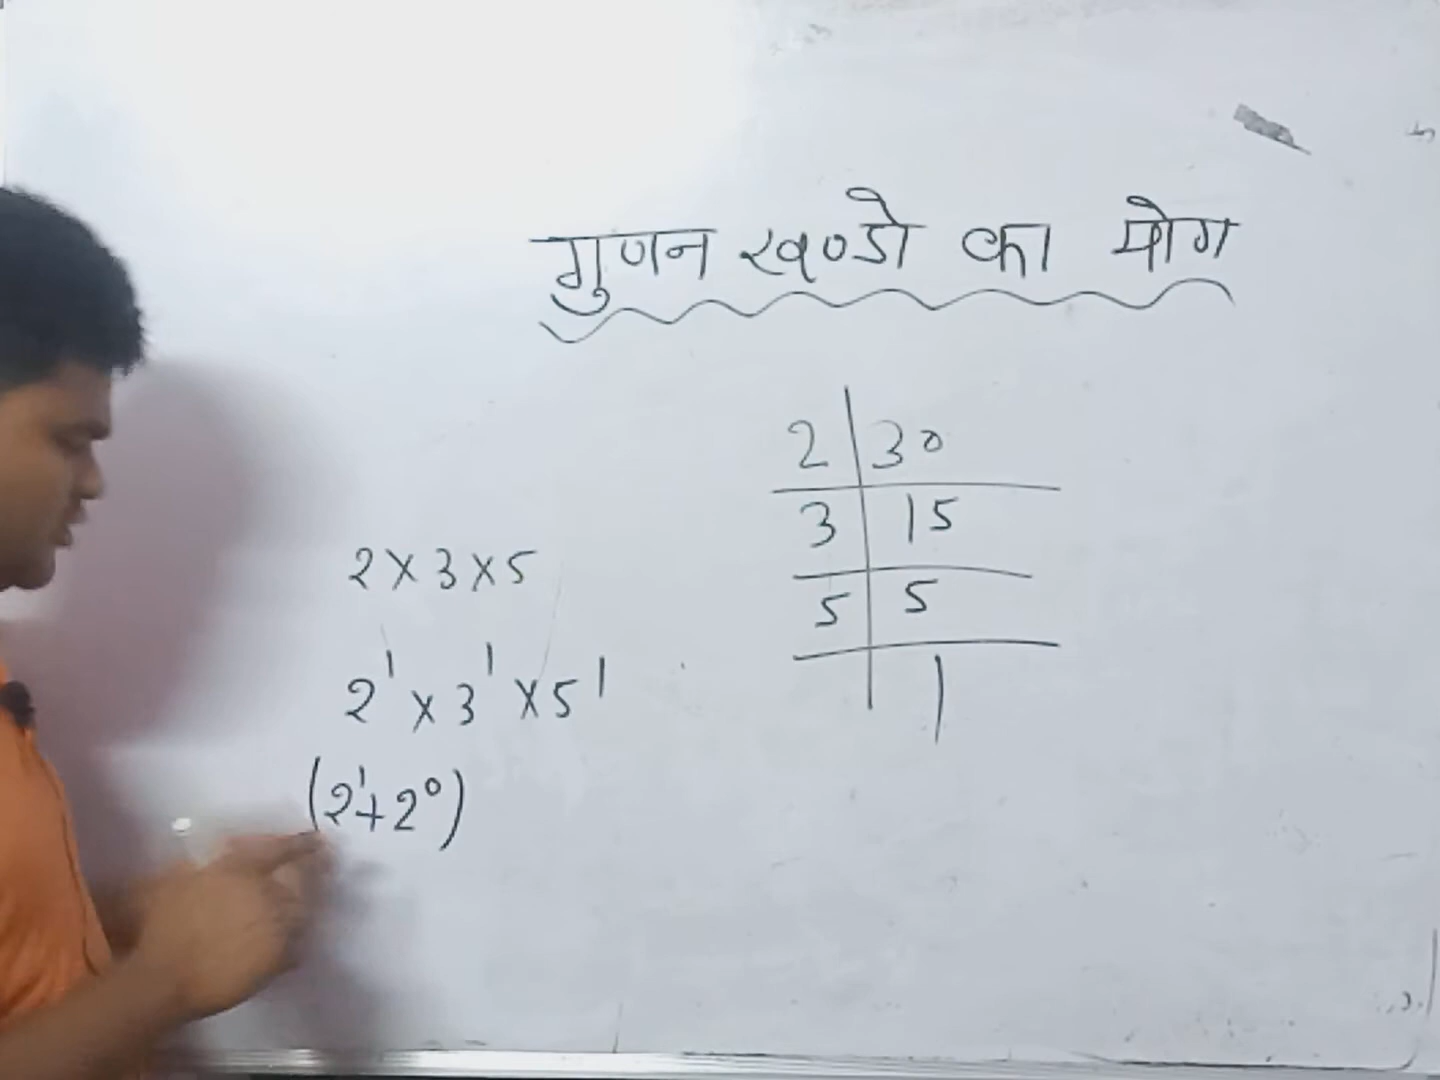 गुणन खण्डो का योग
2 | 30
3 | 15
5 | 5
| 1
2 × 3 × 5
2¹ × 3¹ × 5¹
(2¹ + 2⁰)